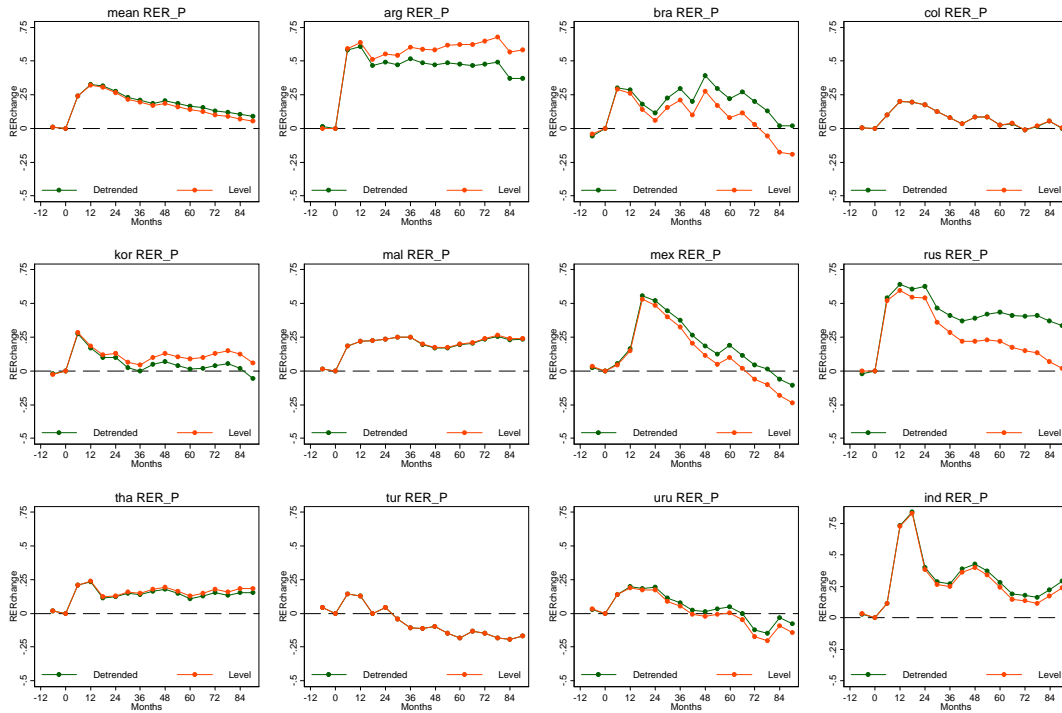 mean RER_P
RERchange
-.5 -.25 0 .25 .5 .75
Detrended Level
-12 0 12 24 36 48 60 72 84
Months
arg RER_P
RERchange
-.5 -.25 0 .25 .5 .75
Detrended Level
-12 0 12 24 36 48 60 72 84
Months
bra RER_P
RERchange
-.5 -.25 0 .25 .5 .75
Detrended Level
-12 0 12 24 36 48 60 72 84
Months
col RER_P
RERchange
-.5 -.25 0 .25 .5 .75
Detrended Level
-12 0 12 24 36 48 60 72 84
Months
kor RER_P
RERchange
-.5 -.25 0 .25 .5 .75
Detrended Level
-12 0 12 24 36 48 60 72 84
Months
mal RER_P
RERchange
-.5 -.25 0 .25 .5 .75
Detrended Level
-12 0 12 24 36 48 60 72 84
Months
mex RER_P
RERchange
-.5 -.25 0 .25 .5 .75
Detrended Level
-12 0 12 24 36 48 60 72 84
Months
rus RER_P
RERchange
-.5 -.25 0 .25 .5 .75
Detrended Level
-12 0 12 24 36 48 60 72 84
Months
tha RER_P
RERchange
-.5 -.25 0 .25 .5 .75
Detrended Level
-12 0 12 24 36 48 60 72 84
Months
tur RER_P
RERchange
-.5 -.25 0 .25 .5 .75
Detrended Level
-12 0 12 24 36 48 60 72 84
Months
uru RER_P
RERchange
-.5 -.25 0 .25 .5 .75
Detrended Level
-12 0 12 24 36 48 60 72 84
Months
ind RER_P
RERchange
-.5 -.25 0 .25 .5 .75
Detrended Level
-12 0 12 24 36 48 60 72 84
Months